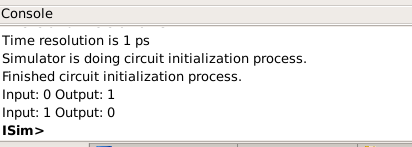 Console
Time resolution is 1 ps
Simulator is doing circuit initialization process.
Finished circuit initialization process.
Input: 0 Output: 1
Input: 1 Output: 0
ISim>